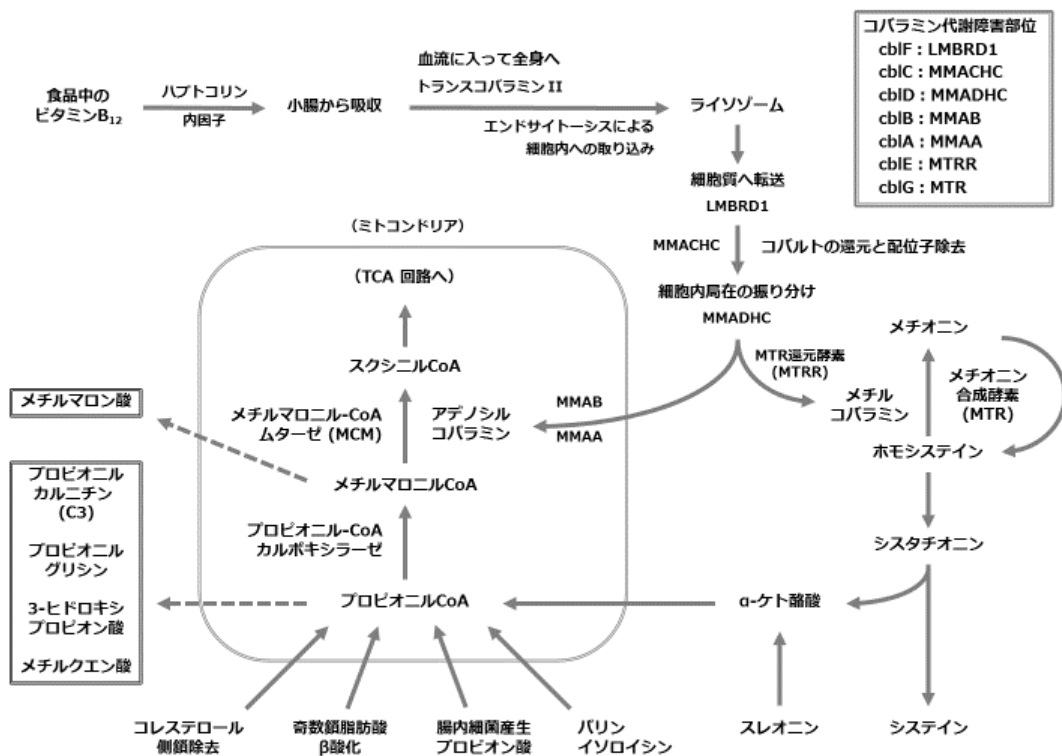 コバラミン代謝障害部位
cblF：LMBRD1
cblC：MMACHC
cblD：MMADHC
cblB：MMAB
cblA：MMAA
cblE：MTRR
cblG：MTR
食品中の
ビタミンB₁₂
ハプトコリン
内因子
小腸から吸収
血流に入って全身へ
トランスコバラミンⅡ
エンドサイトーシスによる
細胞内への取り込み
ライソゾーム
細胞質へ転送
LMBRD1
MMACHC
コバルトの還元と配位子除去
細胞内局在の振り分け
MMADHC
MTR還元酵素
(MTRR)
メチル
コバラミン
メチオニン
メチオニン
合成酵素
(MTR)
ホモシステイン
MMAB
MMAA
（ミトコンドリア）
（TCA 回路へ）
スクシニルCoA
メチルマロニル-CoA
ムターゼ (MCM)
アデノシル
コバラミン
メチルマロニルCoA
プロピオニル-CoA
カルボキシラーゼ
プロピオニルCoA
メチルマロン酸
プロピオニル
カルニチン
(C3)
プロピオニル
グリシン
3-ヒドロキシ
プロピオン酸
メチルクエン酸
シスタチオニン
α-ケト酪酸
コレステロール
側鎖除去
奇数鎖脂肪酸
β酸化
腸内細菌産生
プロピオン酸
バリン
イソロイシン
スレオニン
システイン